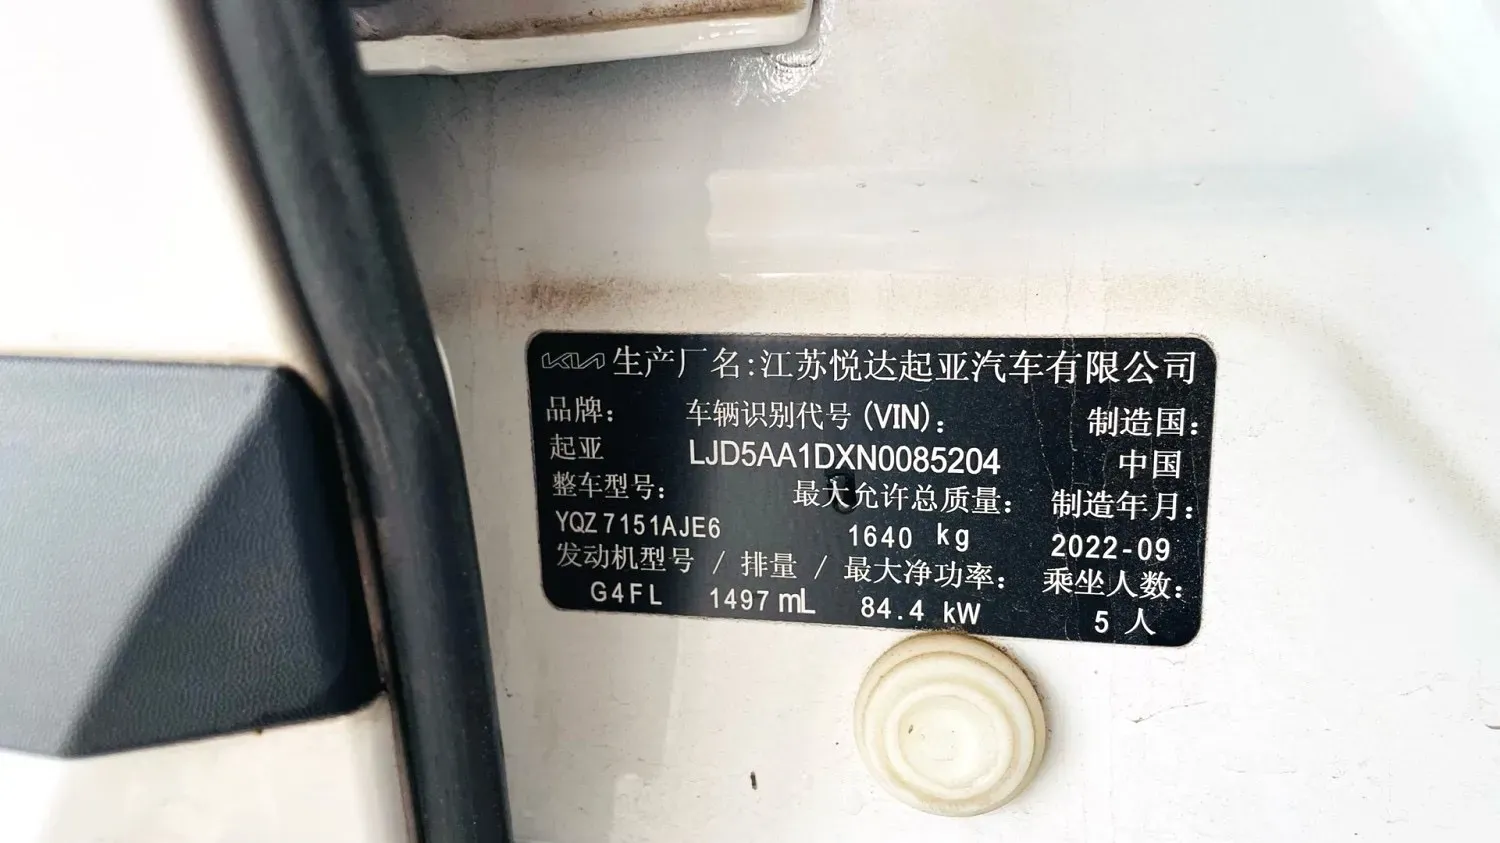 KIA 生产厂名:江苏悦达起亚汽车有限公司
品牌: 车辆识别代号(VIN): 制造国:
起亚 LJD5AA1DXN0085204 中国
整车型号: 最大允许总质量: 制造年月:
YQZ7151AJE6 1640 kg 2022-09
发动机型号 / 排量 / 最大净功率: 乘坐人数:
G4FL 1497 mL 84.4 kW 5 人